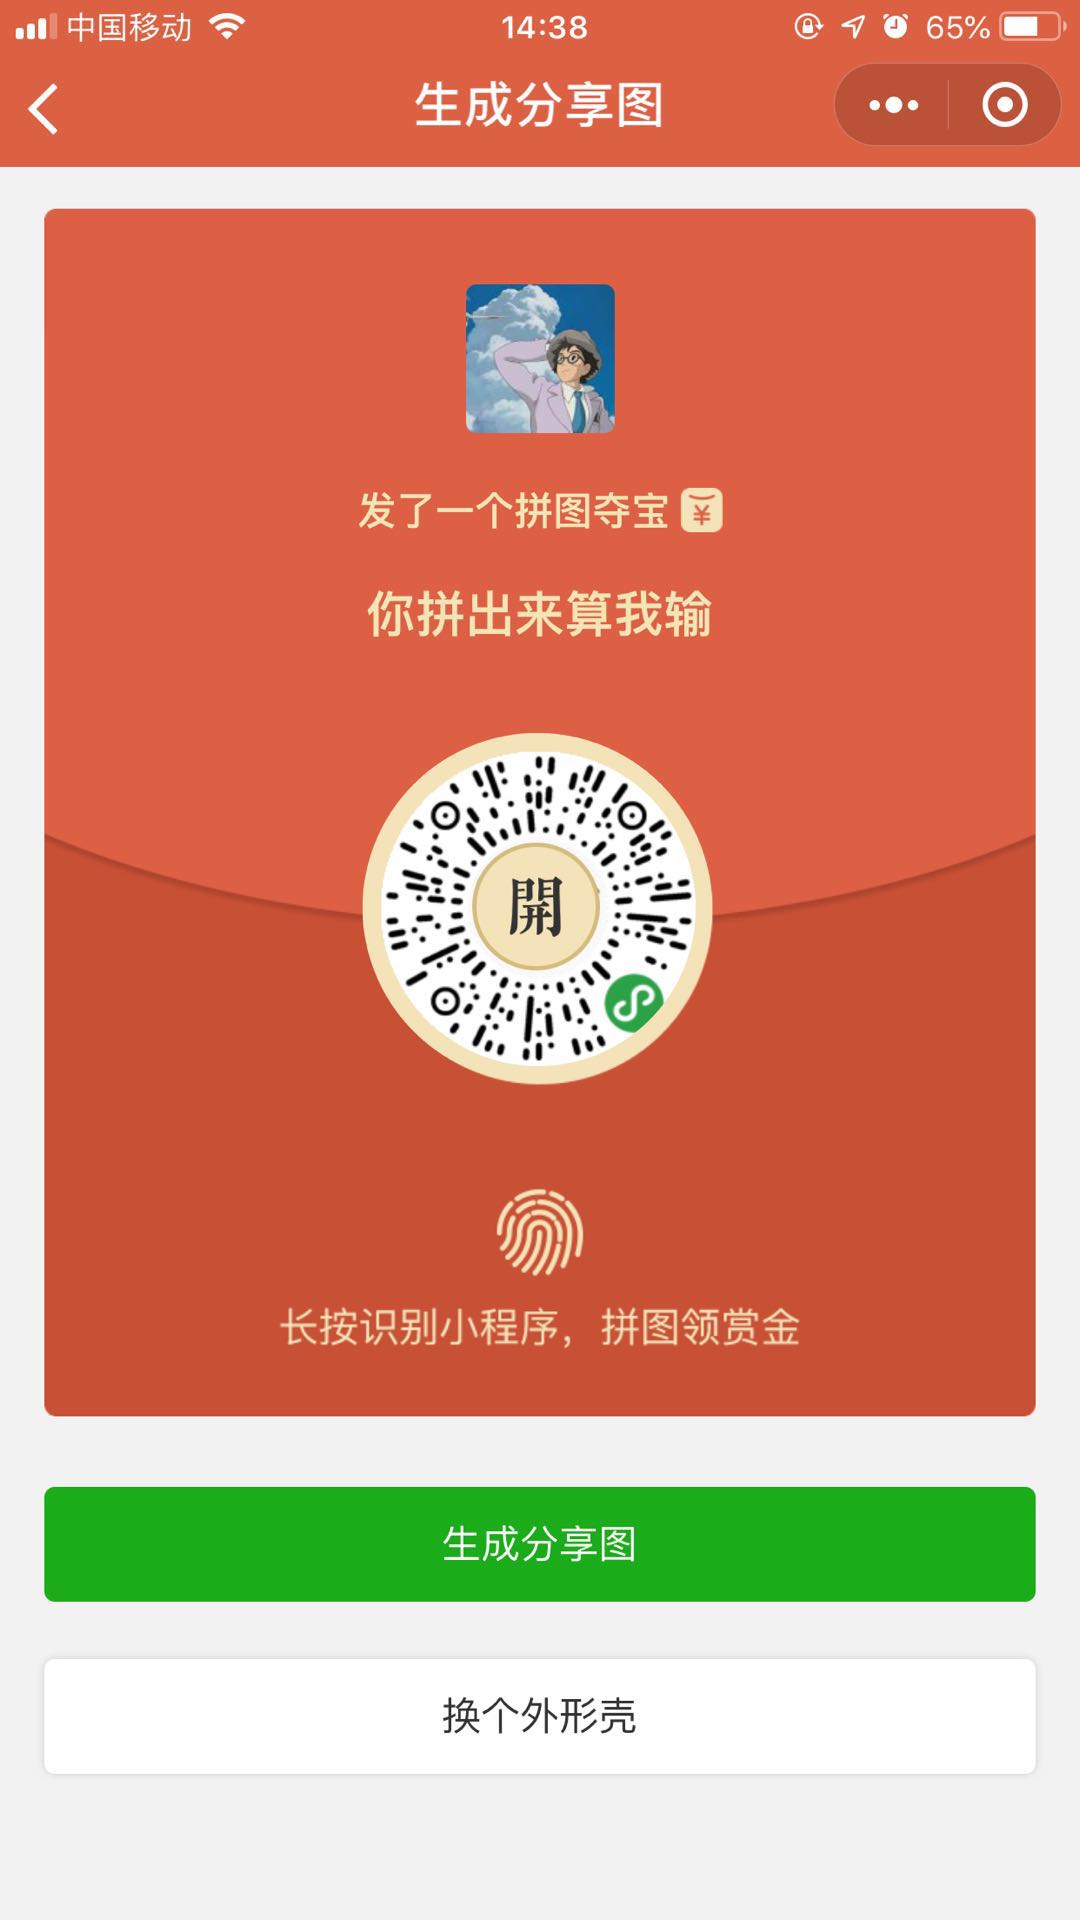 中国移动 14:38 65%
生成分享图
发了一个拼图夺宝 ¥
你拼出来算我输
開
长按识别小程序，拼图领赏金
生成分享图
换个外形壳